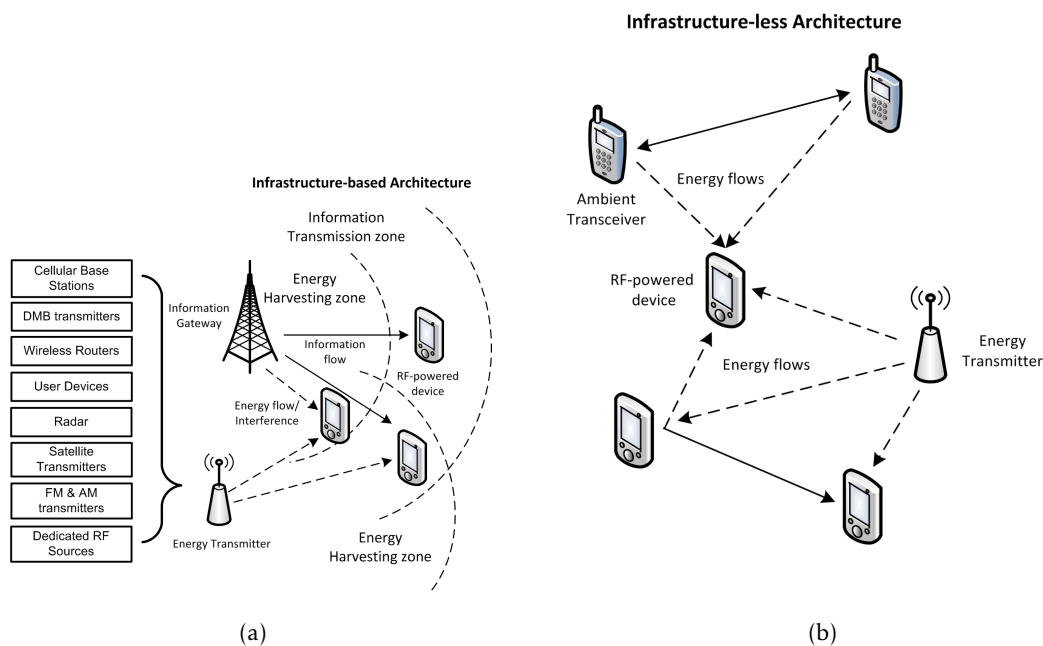 Infrastructure-based Architecture
Information
Transmission zone
Energy
Harvesting zone
Cellular Base
Stations
DMB transmitters
Wireless Routers
User Devices
Radar
Satellite
Transmitters
FM & AM
transmitters
Dedicated RF
Sources
Information
Gateway
Information
flow
RF-powered
device
Energy flow/
Interference
Energy Transmitter
Energy
Harvesting zone
(a)
Infrastructure-less Architecture
Ambient
Transceiver
Energy flows
RF-powered
device
Energy
Transmitter
Energy flows
(b)